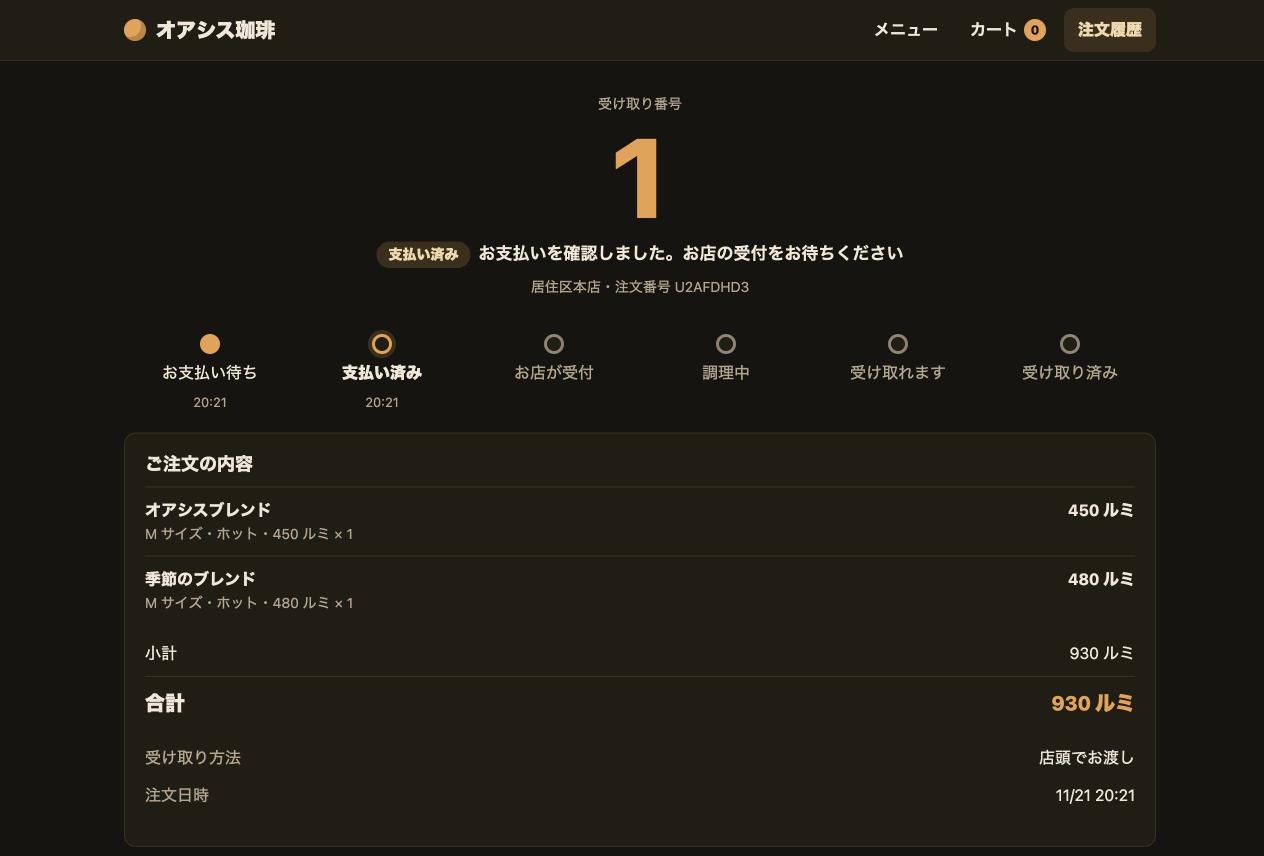 オアシス珈琲
メニュー
カート 0
注文履歴
受け取り番号
1
支払い済み お支払いを確認しました。お店の受付をお待ちください
居住区本店・注文番号 U2AFDHD3
お支払い待ち
20:21
支払い済み
20:21
お店が受付
調理中
受け取れます
受け取り済み
ご注文の内容
オアシスブレンド 450 ルミ
M サイズ・ホット・450 ルミ × 1
季節のブレンド 480 ルミ
M サイズ・ホット・480 ルミ × 1
小計 930 ルミ
合計 930 ルミ
受け取り方法 店頭でお渡し
注文日時 11/21 20:21